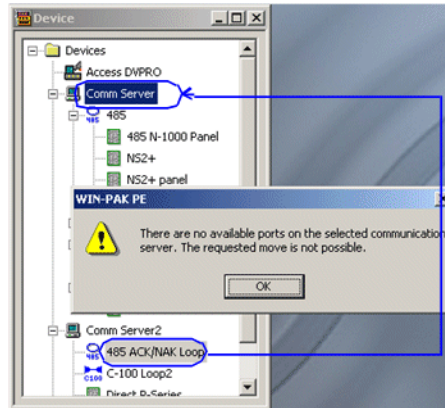 Device
Devices
Access DVPRO
Comm Server
485
485
485 N-1000 Panel
NS2+
NS2+ panel
WIN-PAK PE
There are no available ports on the selected communication
server. The requested move is not possible.
OK
Comm Server2
485
485 ACK/NAK Loop
C100
C-100 Loop2
Direct P-Series